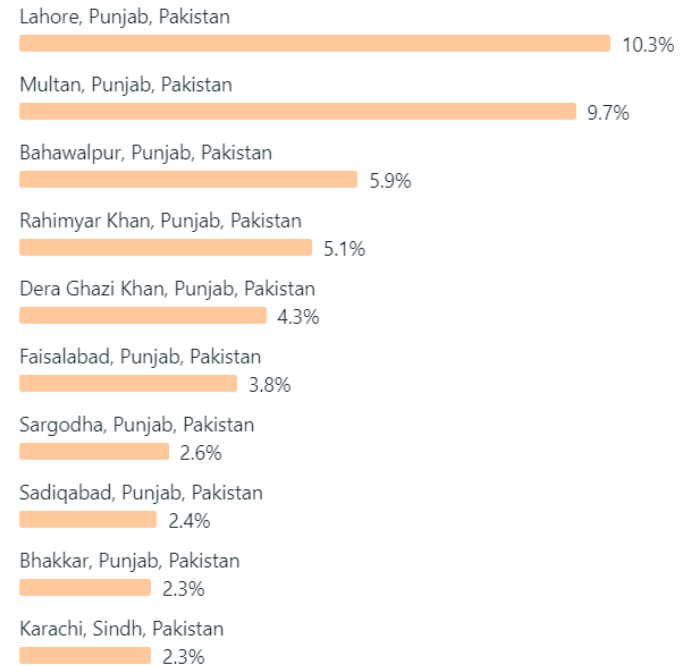 Lahore, Punjab, Pakistan
10.3%
Multan, Punjab, Pakistan
9.7%
Bahawalpur, Punjab, Pakistan
5.9%
Rahimyar Khan, Punjab, Pakistan
5.1%
Dera Ghazi Khan, Punjab, Pakistan
4.3%
Faisalabad, Punjab, Pakistan
3.8%
Sargodha, Punjab, Pakistan
2.6%
Sadiqabad, Punjab, Pakistan
2.4%
Bhakkar, Punjab, Pakistan
2.3%
Karachi, Sindh, Pakistan
2.3%